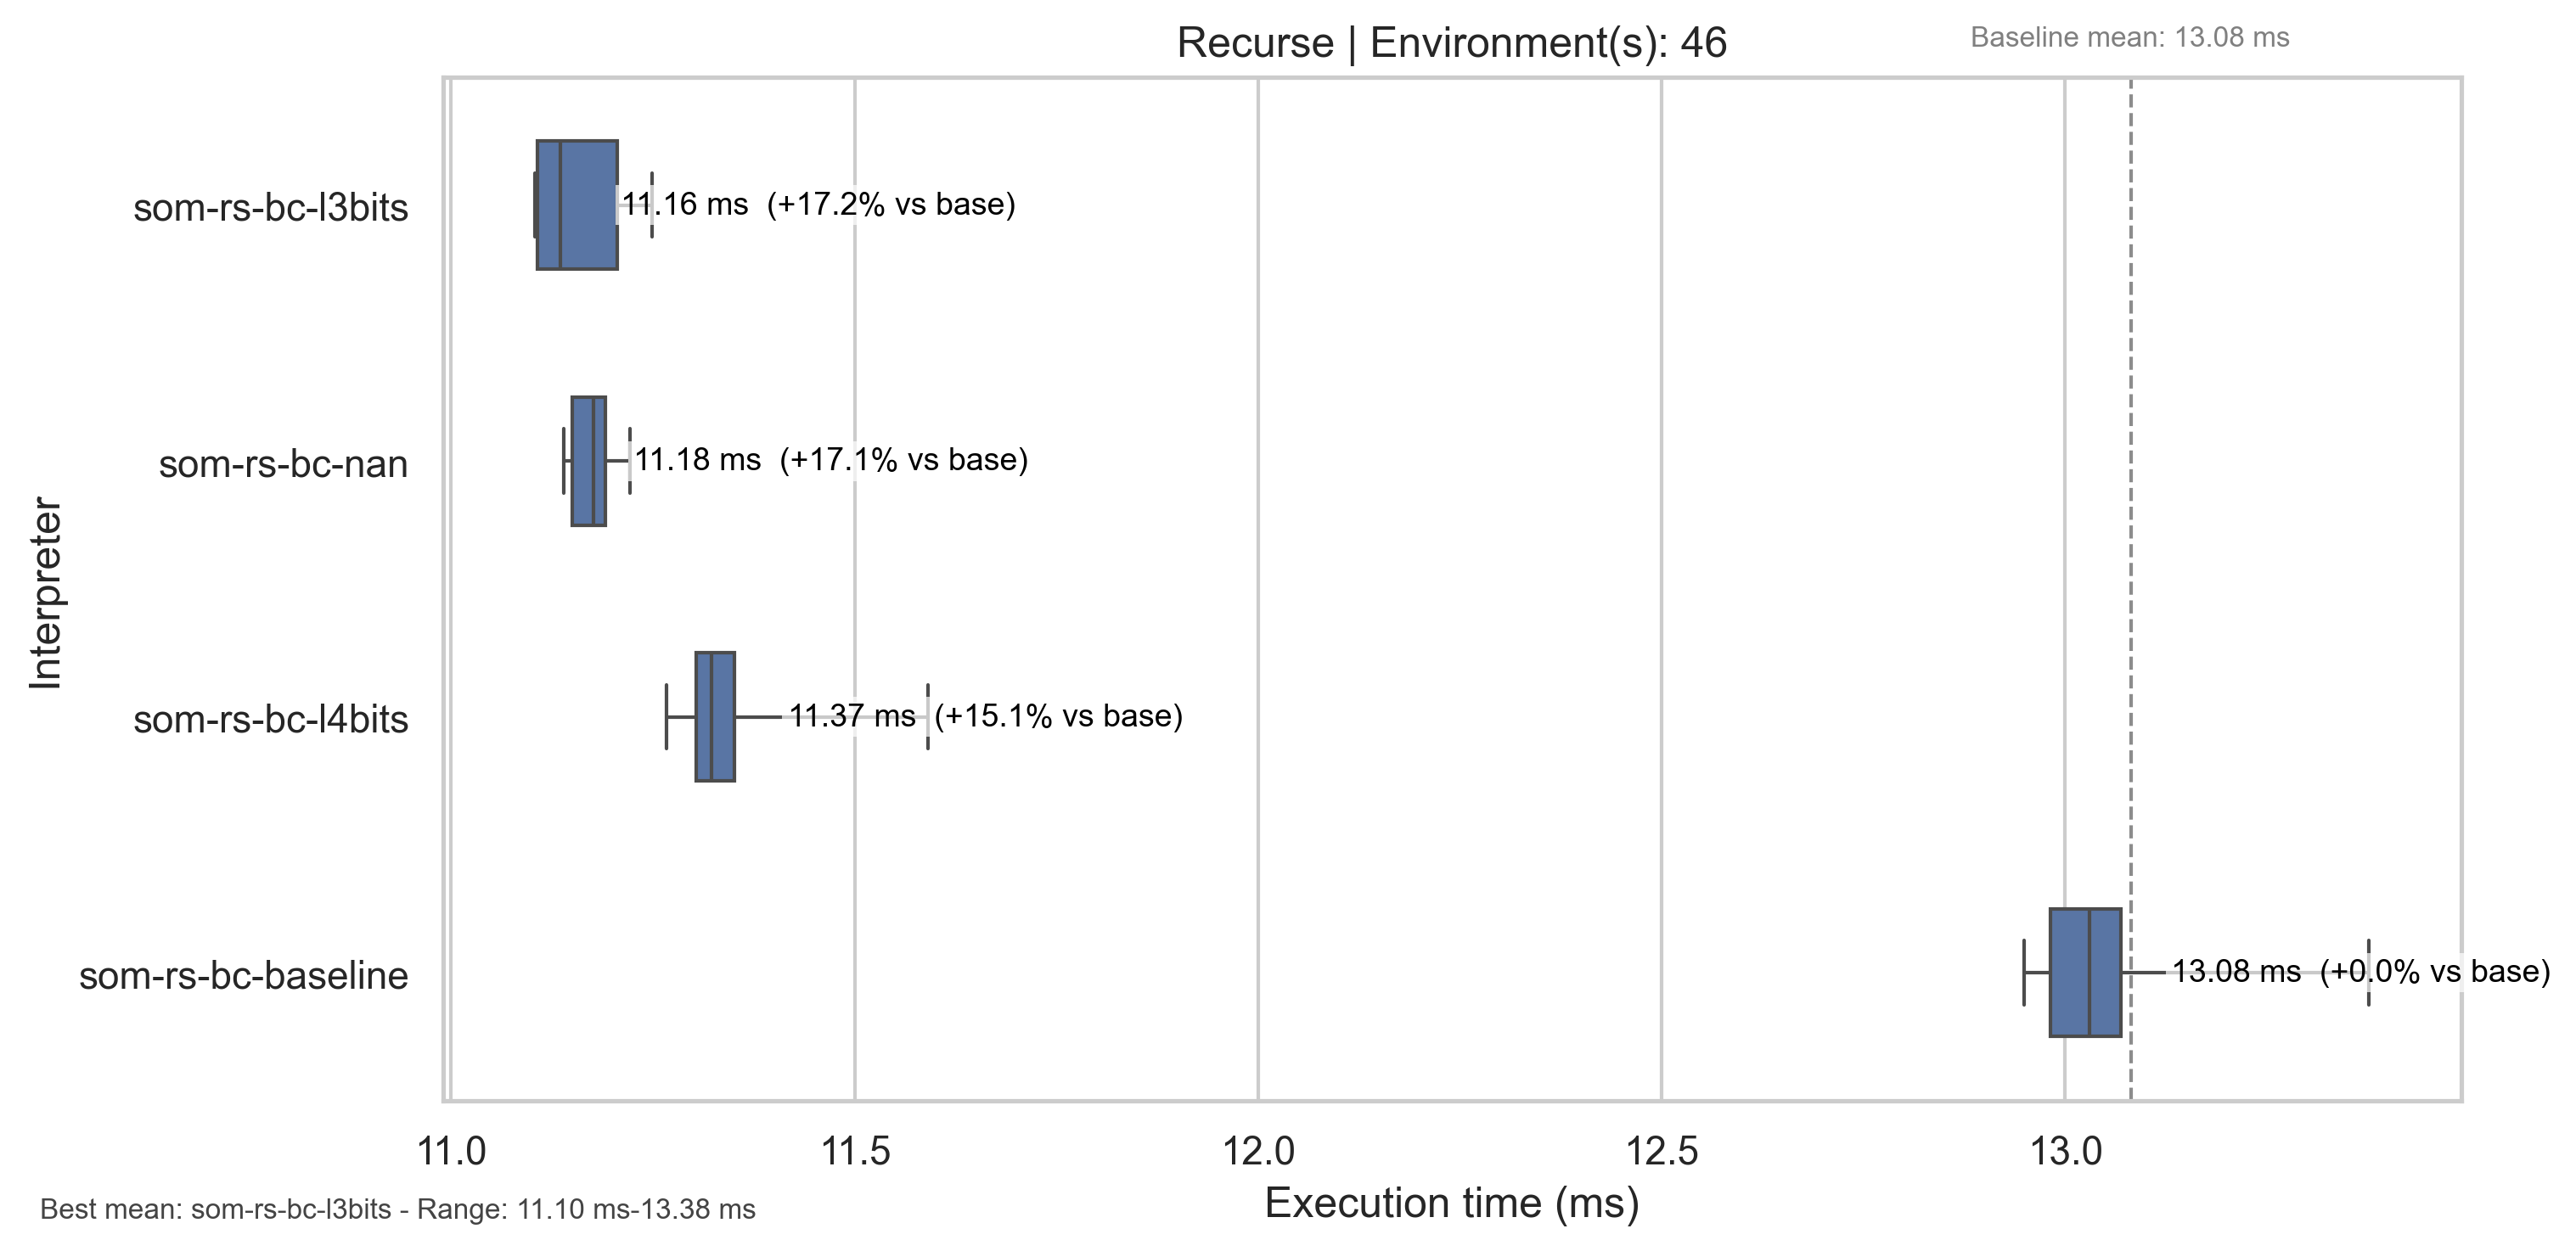 Recurse | Environment(s): 46
Baseline mean: 13.08 ms
Interpreter
som-rs-bc-l3bits
11.16 ms  (+17.2% vs base)
som-rs-bc-nan
11.18 ms  (+17.1% vs base)
som-rs-bc-l4bits
11.37 ms  (+15.1% vs base)
som-rs-bc-baseline
13.08 ms  (+0.0% vs base)
11.0
11.5
12.0
12.5
13.0
Execution time (ms)
Best mean: som-rs-bc-l3bits - Range: 11.10 ms-13.38 ms